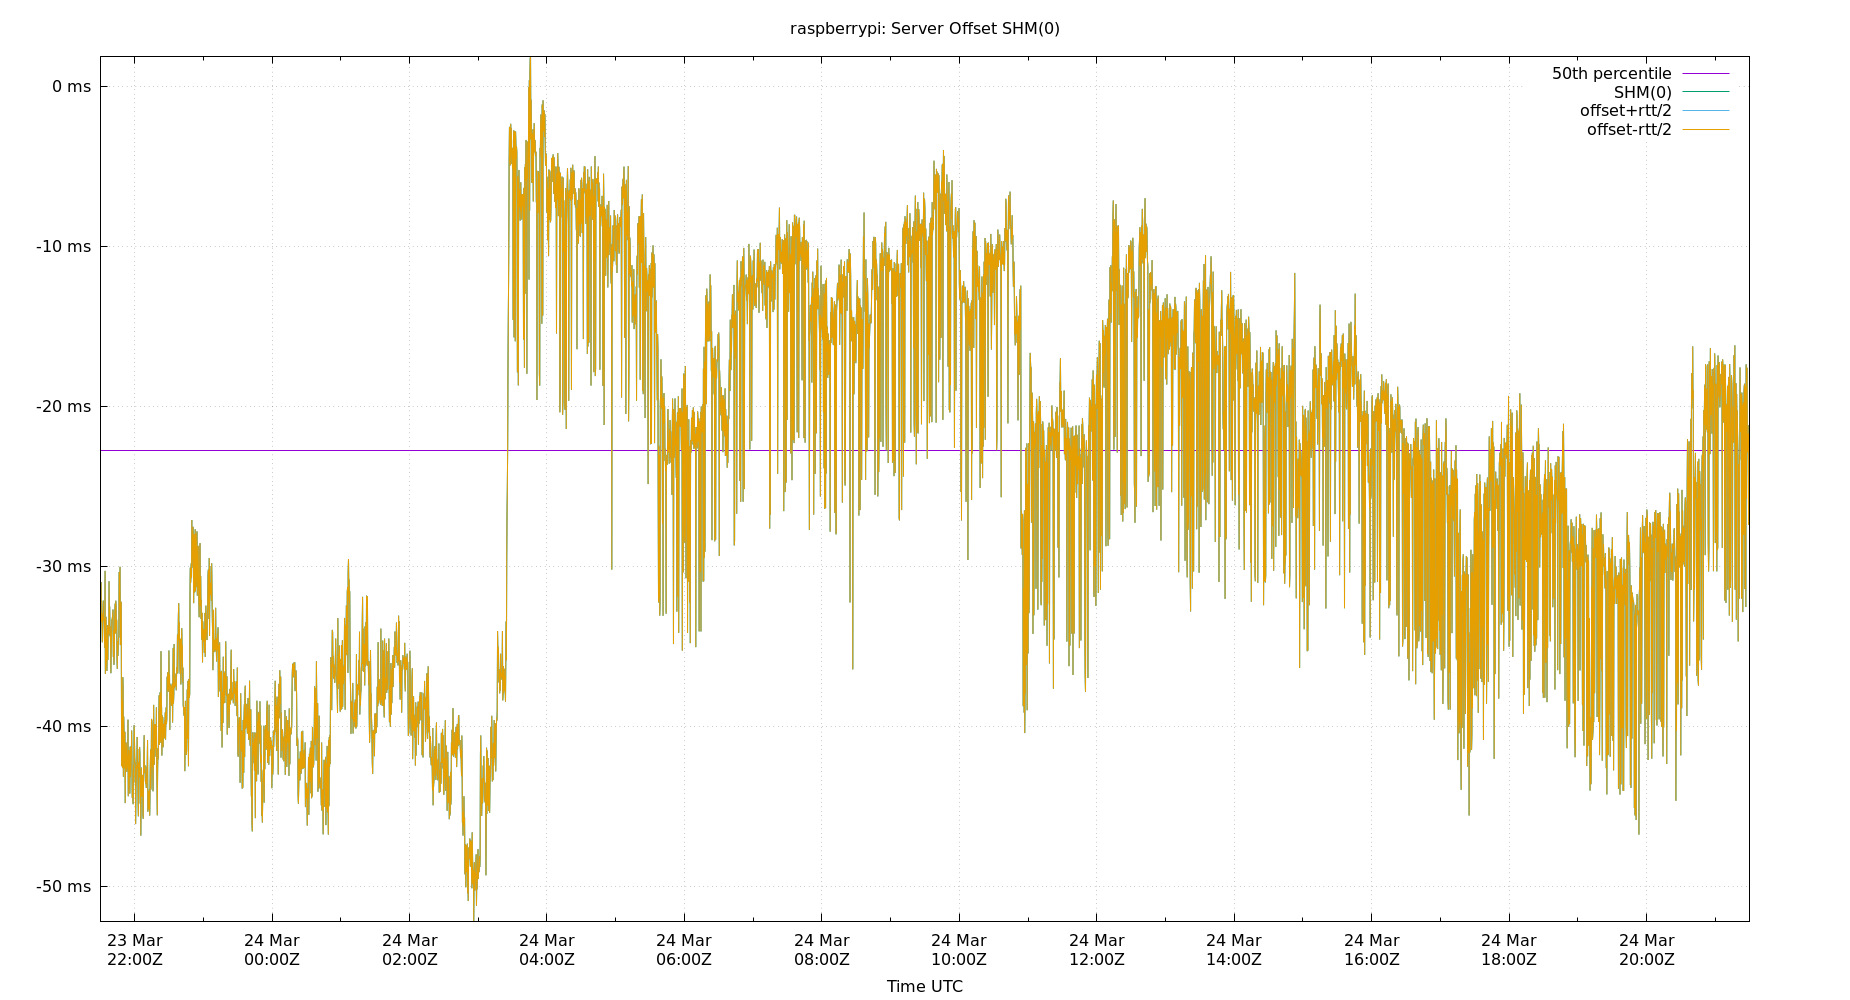 raspberrypi: Server Offset SHM(0)
50th percentile
SHM(0)
offset+rtt/2
offset-rtt/2
0 ms
-10 ms
-20 ms
-30 ms
-40 ms
-50 ms
23 Mar 24 Mar 24 Mar 24 Mar 24 Mar 24 Mar 24 Mar 24 Mar 24 Mar 24 Mar 24 Mar 24 Mar
22:00Z 00:00Z 02:00Z 04:00Z 06:00Z 08:00Z 10:00Z 12:00Z 14:00Z 16:00Z 18:00Z 20:00Z
Time UTC